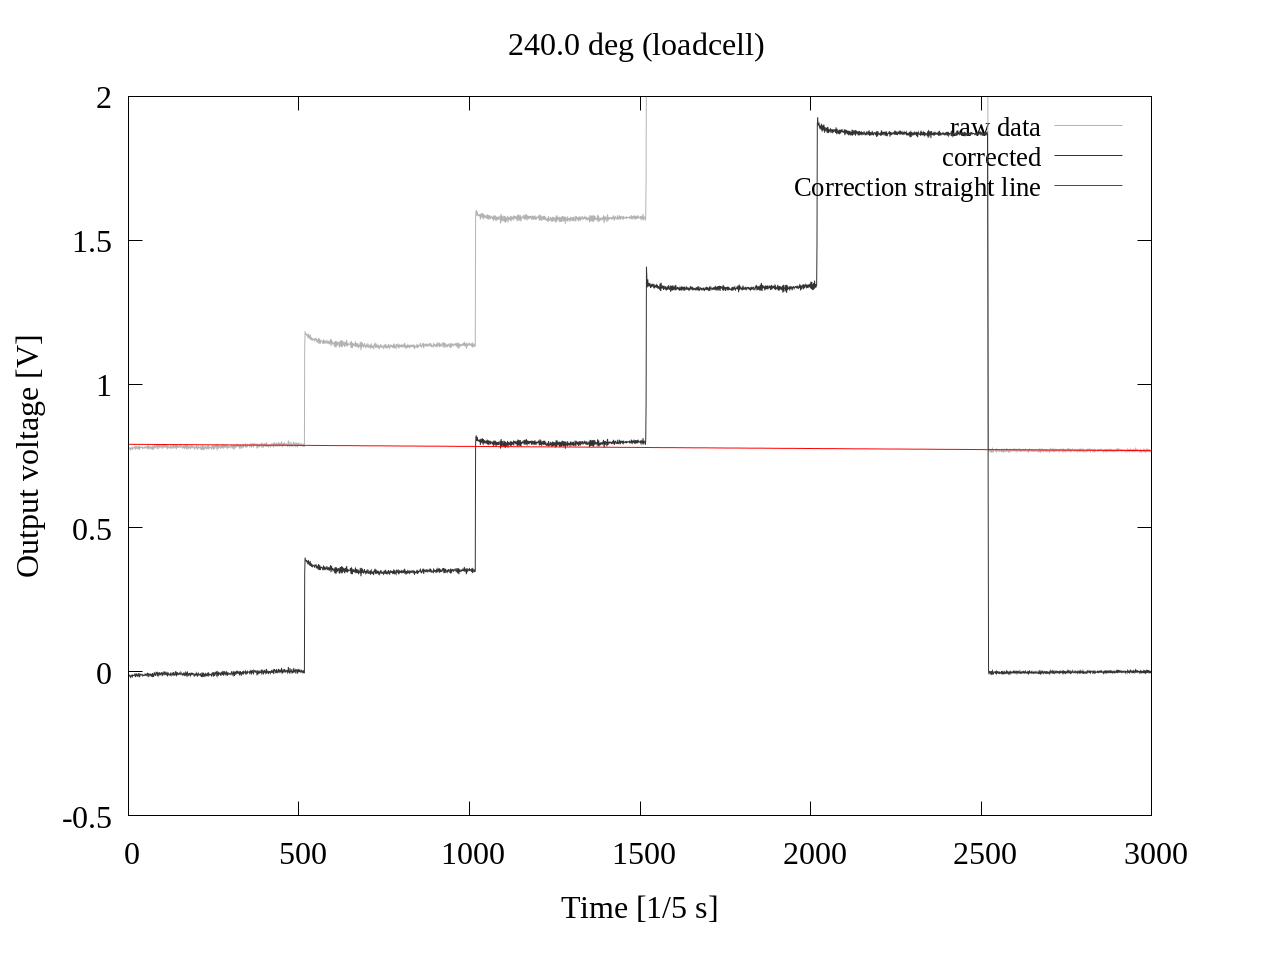 240.0 deg (loadcell)
2
1.5
1
0.5
0
-0.5
Output voltage [V]
raw data
corrected
Correction straight line
0 500 1000 1500 2000 2500 3000
Time [1/5 s]